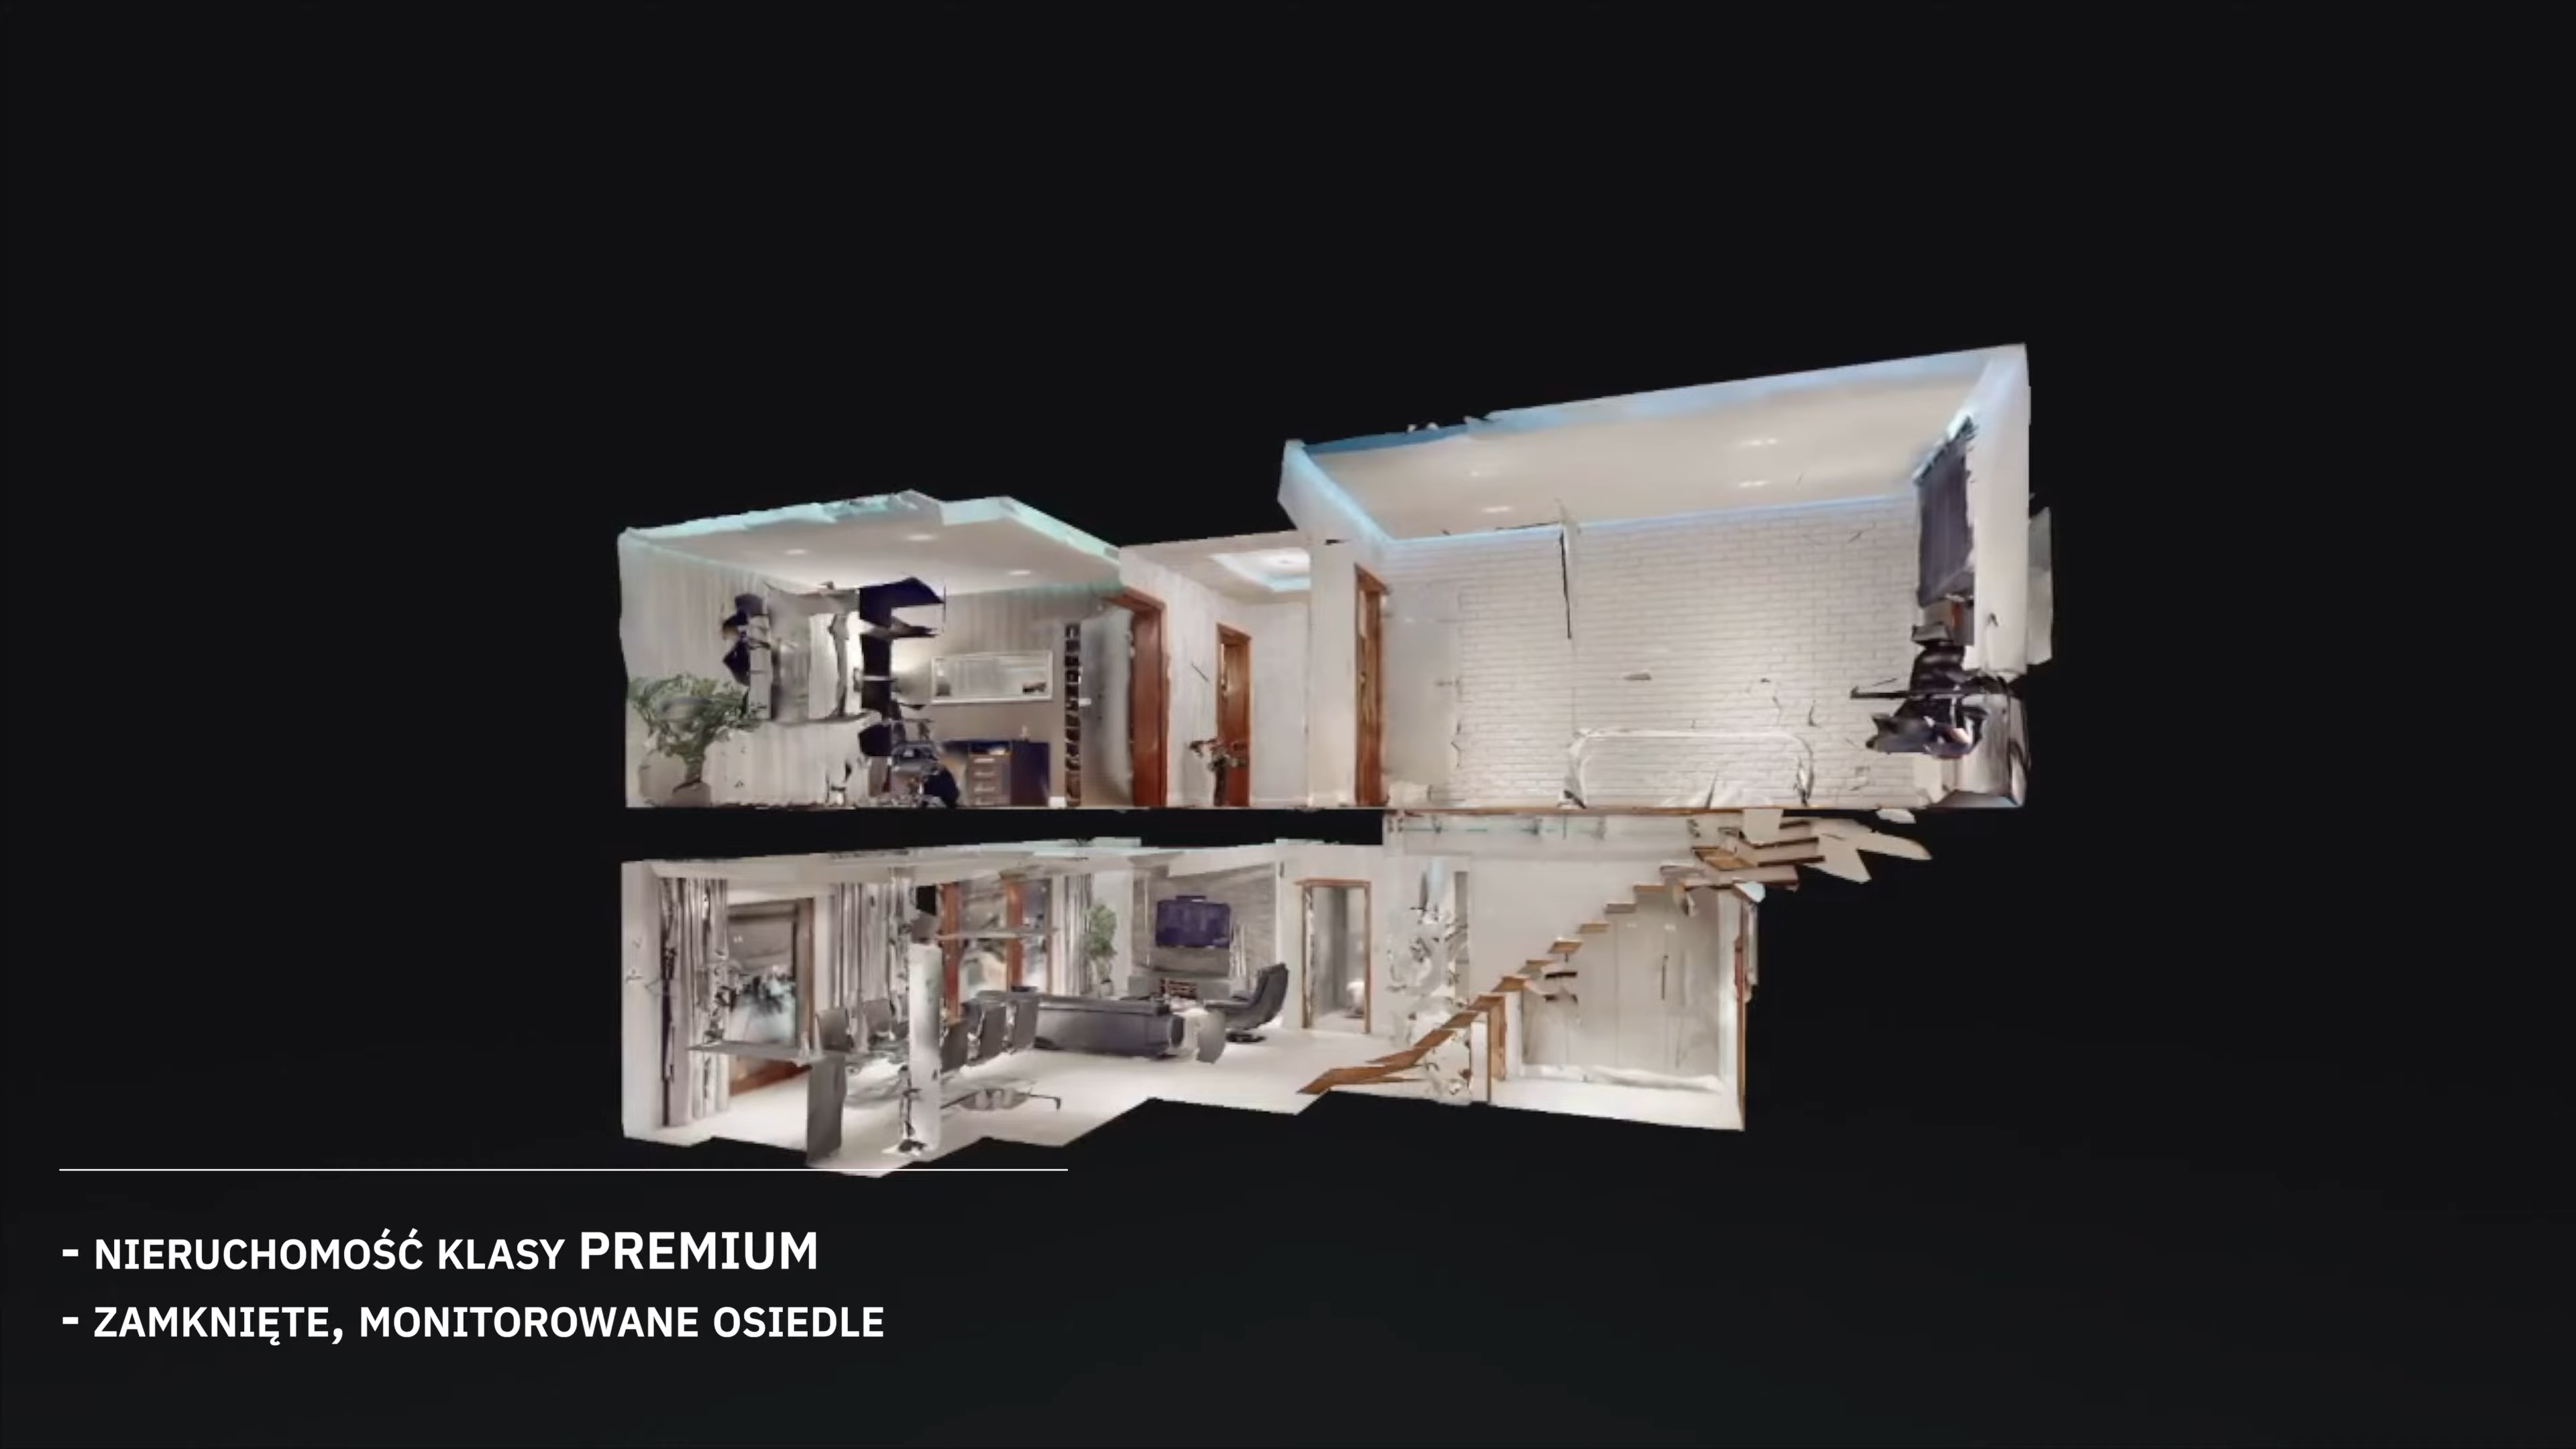 - NIERUCHOMOŚĆ KLASY PREMIUM
- ZAMKNIĘTE, MONITOROWANE OSIEDLE